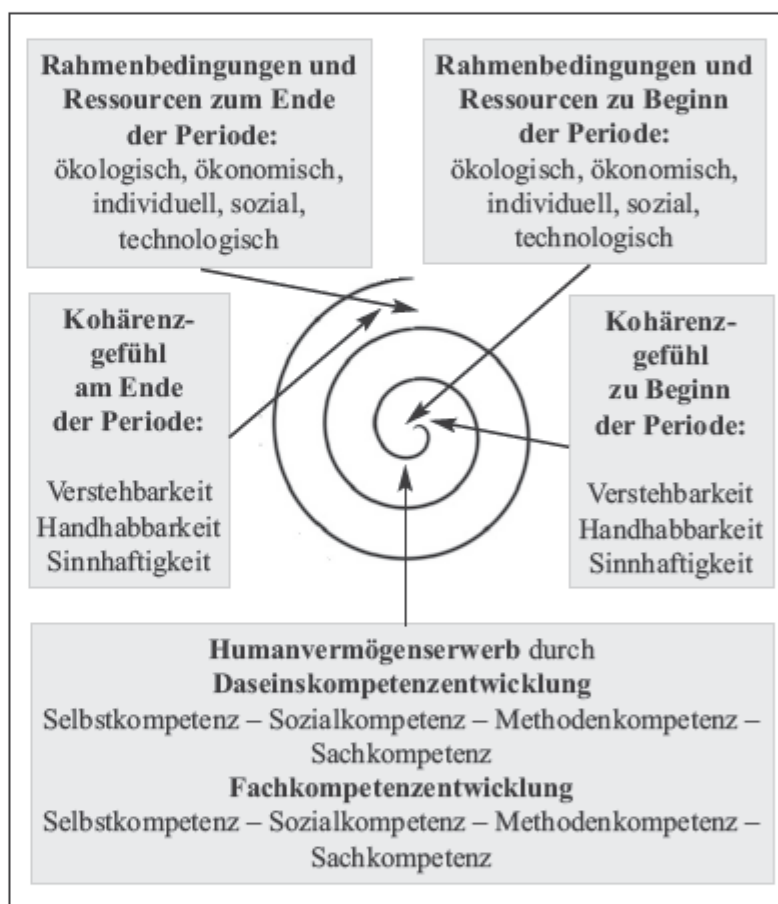 Rahmenbedingungen und
Ressourcen zum Ende
der Periode:
ökologisch, ökonomisch,
individuell, sozial,
technologisch
Rahmenbedingungen und
Ressourcen zu Beginn
der Periode:
ökologisch, ökonomisch,
individuell, sozial,
technologisch
Kohärenz-
gefühl
am Ende
der Periode:
Verstehbarkeit
Handhabbarkeit
Sinnhaftigkeit
Kohärenz-
gefühl
zu Beginn
der Periode:
Verstehbarkeit
Handhabbarkeit
Sinnhaftigkeit
Humanvermögenserwerb durch
Daseinskompetenzentwicklung
Selbstkompetenz – Sozialkompetenz – Methodenkompetenz –
Sachkompetenz
Fachkompetenzentwicklung
Selbstkompetenz – Sozialkompetenz – Methodenkompetenz –
Sachkompetenz